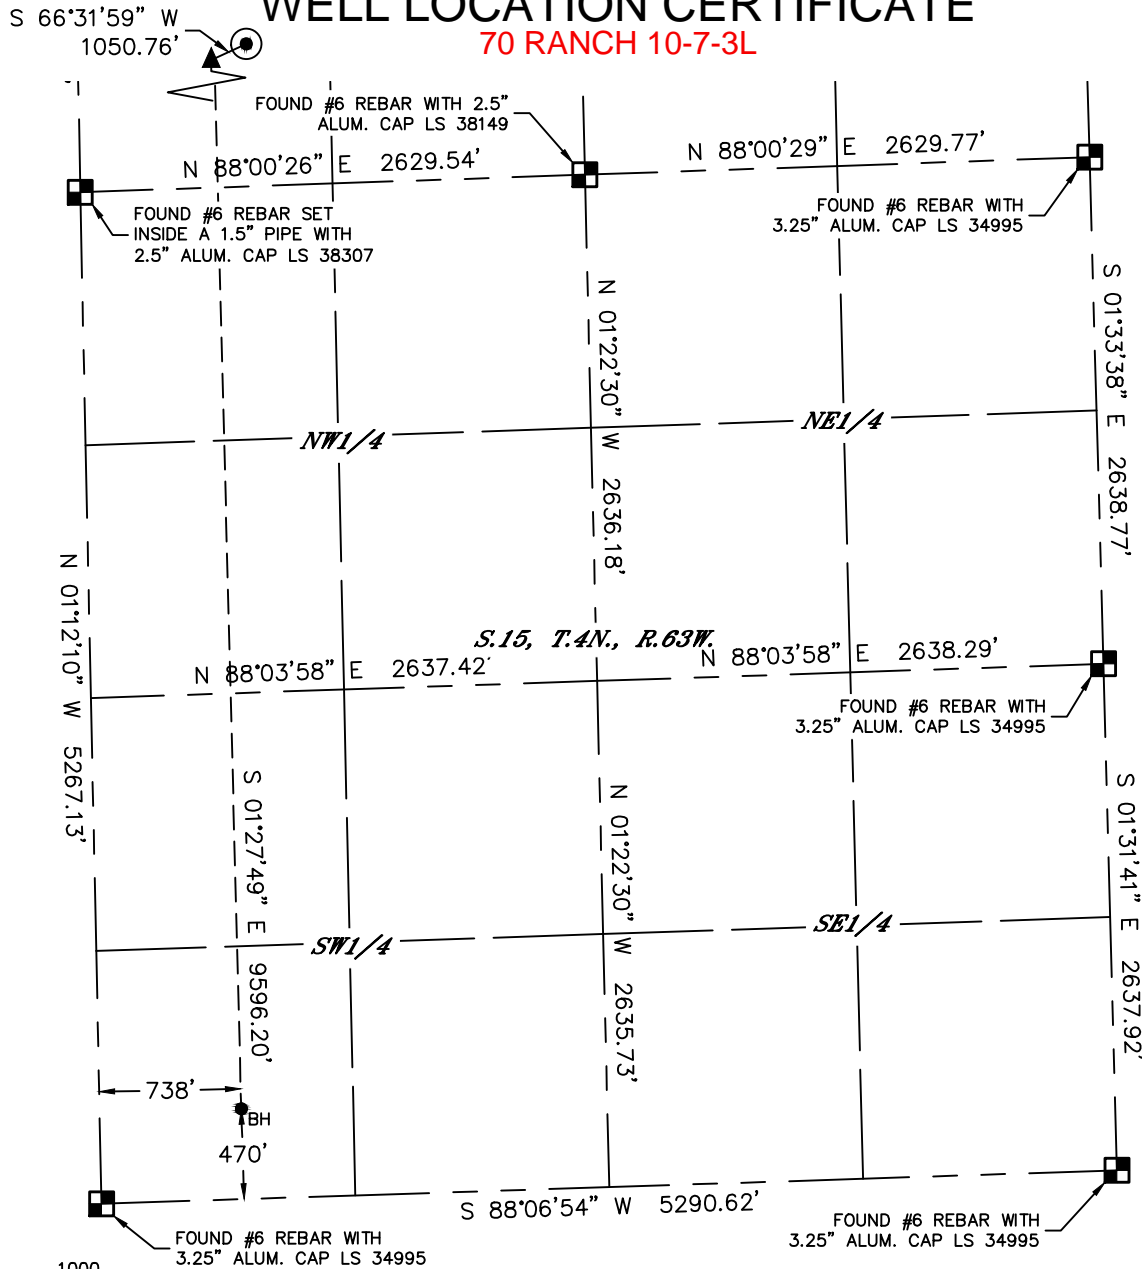 WELL LOCATION CERTIFICATE
70 RANCH 10-7-3L
S 66°31'59" W
1050.76'
FOUND #6 REBAR WITH 2.5"
ALUM. CAP LS 38149
N 88°00'26" E 2629.54'
N 88°00'29" E 2629.77'
FOUND #6 REBAR SET
INSIDE A 1.5" PIPE WITH
2.5" ALUM. CAP LS 38307
FOUND #6 REBAR WITH
3.25" ALUM. CAP LS 34995
N 01°22'30" W 2636.18'
S 01°33'38" E 2638.77'
NW1/4
NE1/4
N 01°12'10" W 5267.13'
S.15, T.4N., R.63W.
N 88°03'58" E 2637.42'
N 88°03'58" E 2638.29'
FOUND #6 REBAR WITH
3.25" ALUM. CAP LS 34995
S 01°27'49" E 9596.20'
N 01°22'30" W 2635.73'
S 01°31'41" E 2637.92'
SW1/4
SE1/4
738'
BH
470'
S 88°06'54" W 5290.62'
FOUND #6 REBAR WITH
3.25" ALUM. CAP LS 34995
FOUND #6 REBAR WITH
3.25" ALUM. CAP LS 34995
1000